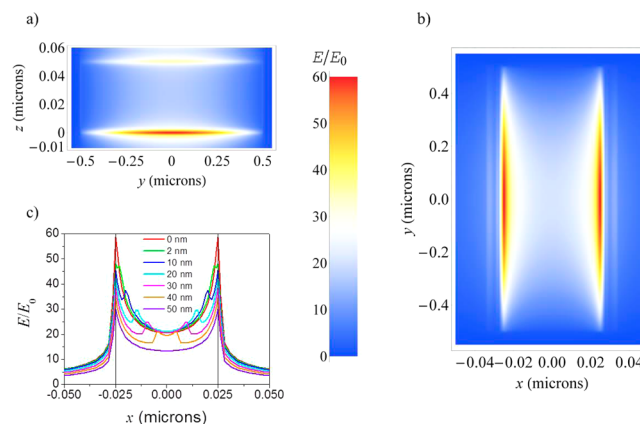 a)
0.06
0.04
0.02
0
−0.01
z (microns)
−0.5 −0.25 0 0.25 0.5
y (microns)
E/E0
60
50
40
30
20
10
0
b)
0.4
0.2
0.0
−0.2
−0.4
y (microns)
−0.04 −0.02 0.00 0.02 0.04
x (microns)
c)
60
50
40
30
20
10
0
E/E0
0 nm
2 nm
10 nm
20 nm
30 nm
40 nm
50 nm
-0.050 -0.025 0.000 0.025 0.050
x (microns)